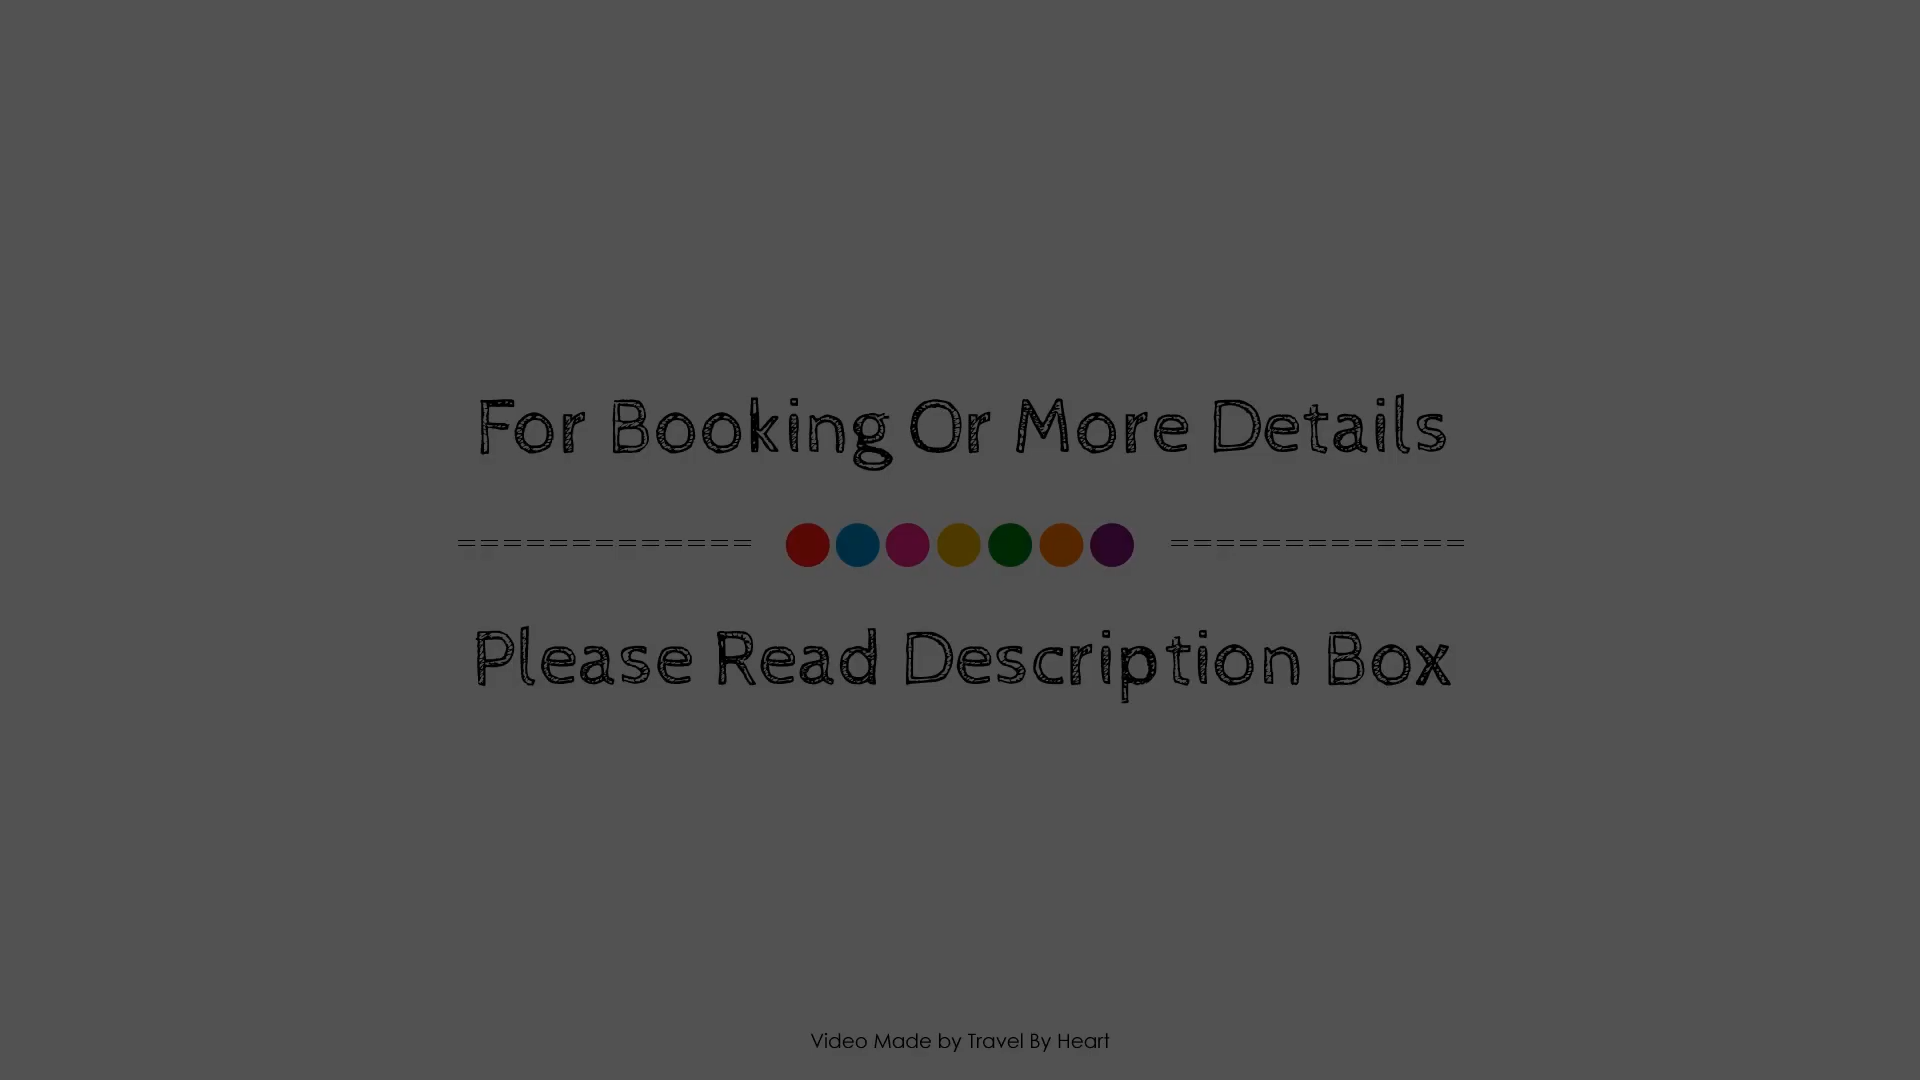 For Booking Or More Details
============= =============
Please Read Description Box
Video Made by Travel By Heart